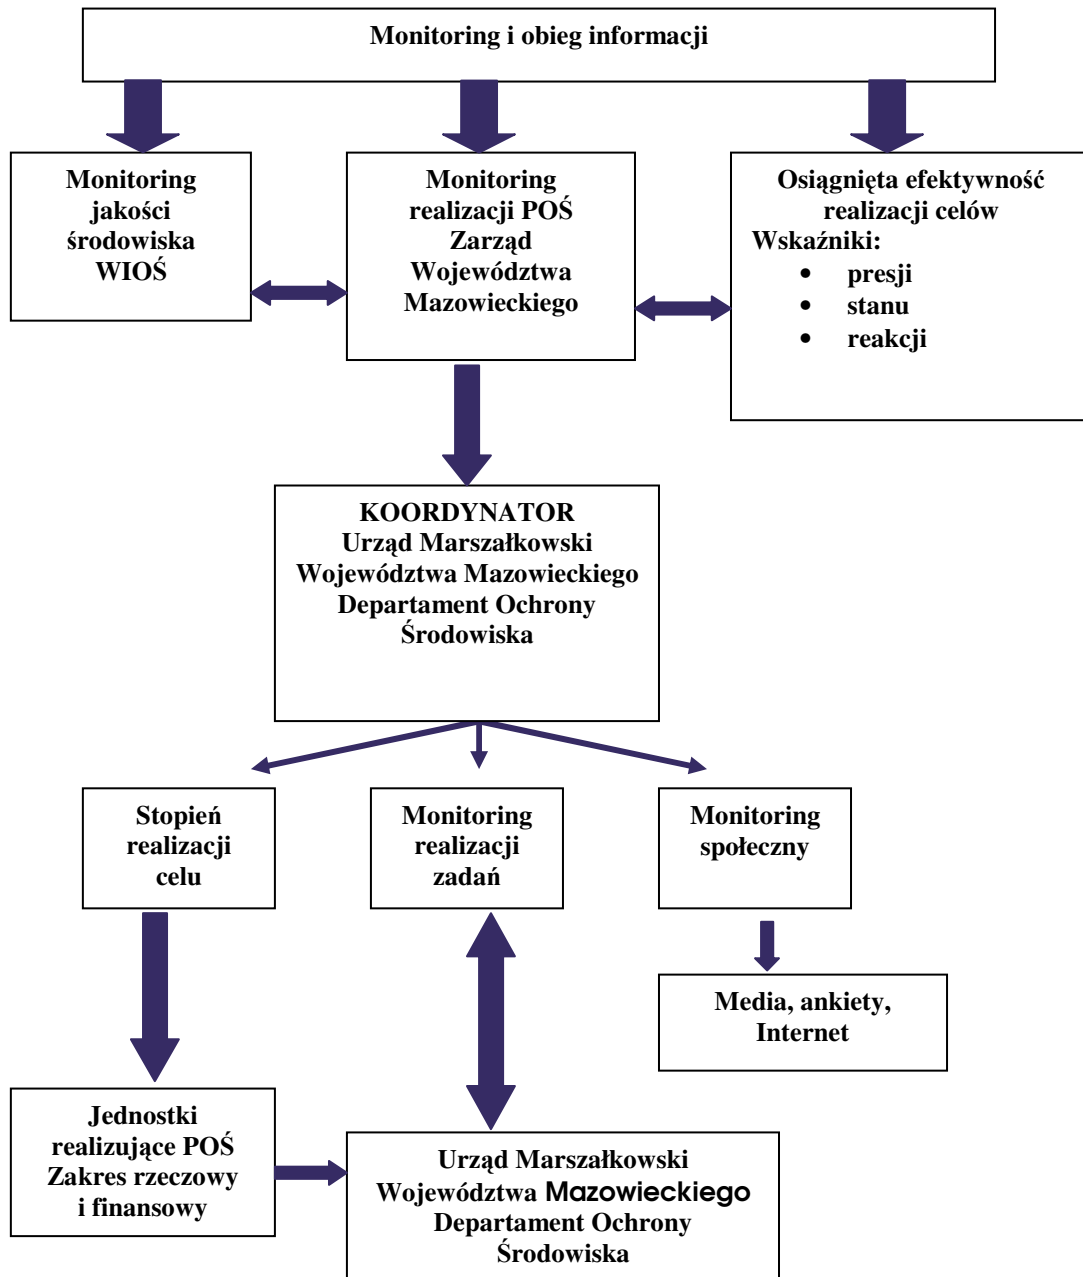 Monitoring i obieg informacji
Monitoring
jakości
środowiska
WIOŚ
Monitoring
realizacji POŚ
Zarząd
Województwa
Mazowieckiego
Osiągnięta efektywność
realizacji celów
Wskaźniki:
• presji
• stanu
• reakcji
KOORDYNATOR
Urząd Marszałkowski
Województwa Mazowieckiego
Departament Ochrony
Środowiska
Stopień
realizacji
celu
Monitoring
realizacji
zadań
Monitoring
społeczny
Media, ankiety,
Internet
Jednostki
realizujące POŚ
Zakres rzeczowy
i finansowy
Urząd Marszałkowski
Województwa Mazowieckiego
Departament Ochrony
Środowiska